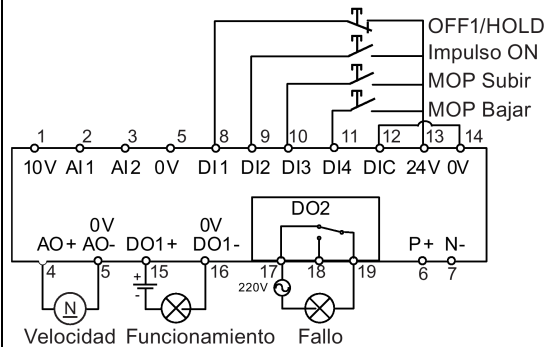 OFF1/HOLD
Impulso ON
MOP Subir
MOP Bajar
1 2 3 5 8 9 10 11 12 13 14
10V AI1 AI2 0V DI1 DI2 DI3 DI4 DIC 24V 0V
DO2
0V 0V
AO+ AO- DO1+ DO1- P+ N-
4 5 15 16 17 18 19 6 7
+
-
220V
N
Velocidad Funcionamiento Fallo